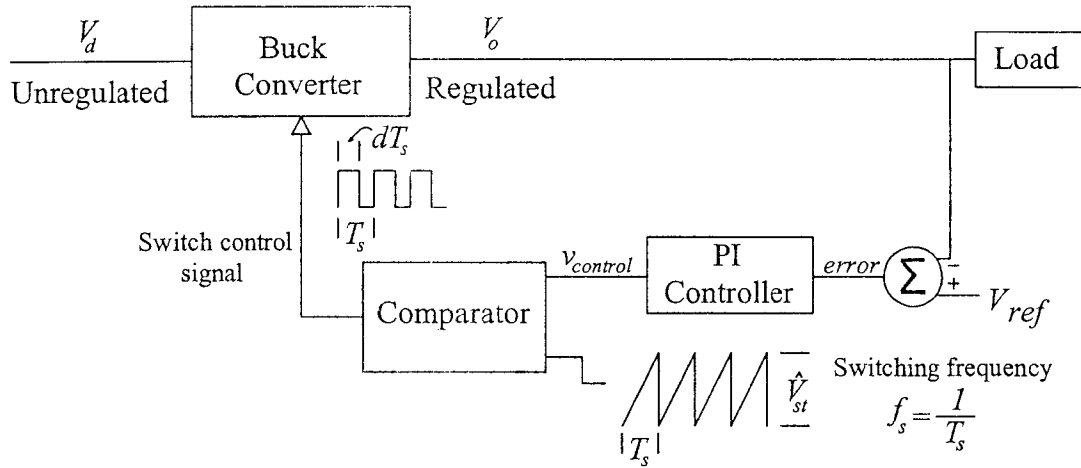 V_d
Buck
Converter
V_o
Load
Unregulated
Regulated
dT_s
T_s
Switch control
signal
Comparator
v_control
PI
Controller
error
Σ
−
+
V_ref
T_s
V̂_st
Switching frequency
f_s = 1/T_s